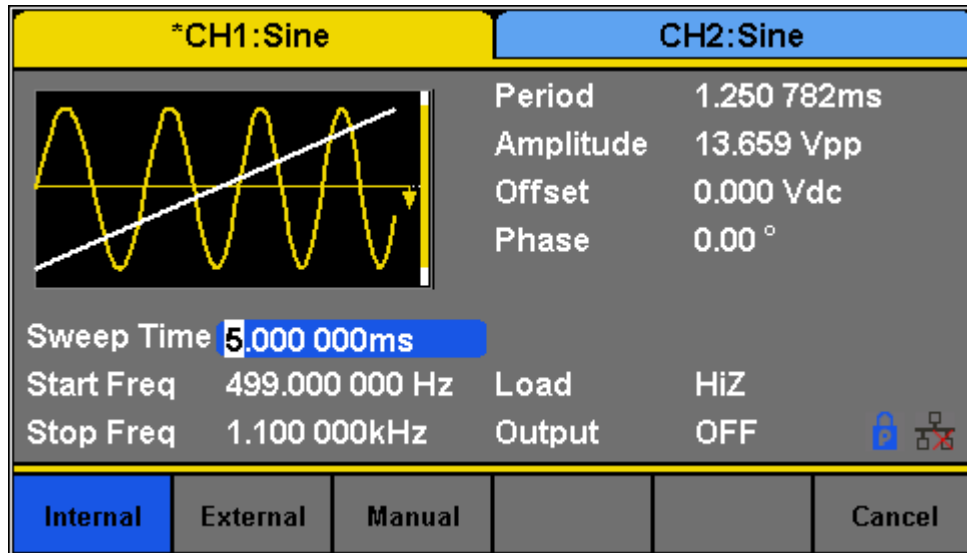 *CH1:Sine
CH2:Sine
Period 1.250 782ms
Amplitude 13.659 Vpp
Offset 0.000 Vdc
Phase 0.00 °
Sweep Time 5.000 000ms
Start Freq 499.000 000 Hz
Load HiZ
Stop Freq 1.100 000kHz
Output OFF
P
Internal
External
Manual
Cancel